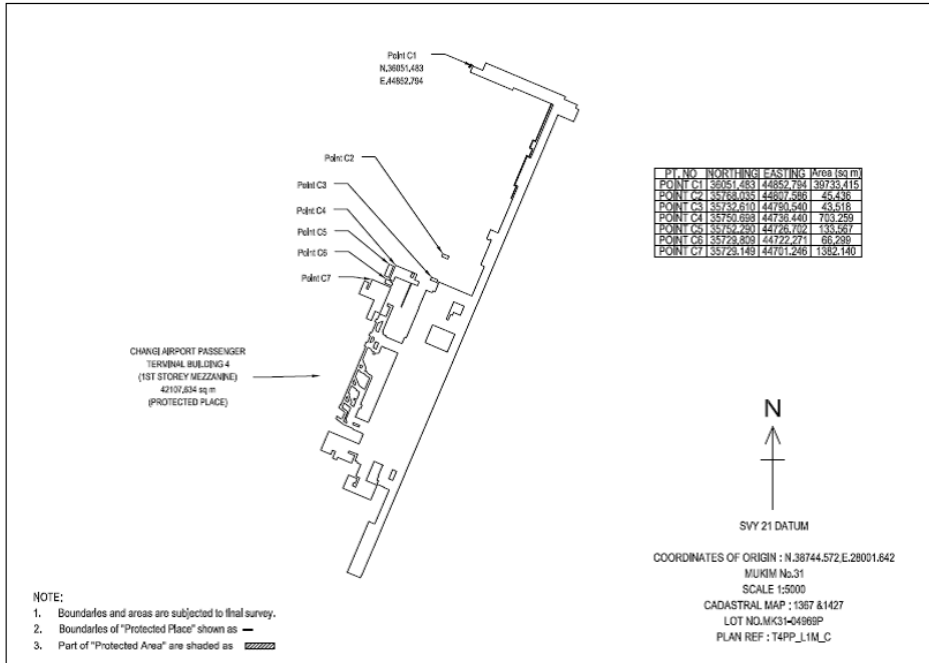 Point C1
N.36051.483
E.44852.794
Point C2
Point C3
Point C4
Point C5
Point C6
Point C7
PT. NO NORTHING EASTING Area (sq m)
POINT C1 36051.483 44852.794 39733.415
POINT C2 35768.035 44807.586 45.436
POINT C3 35732.610 44790.540 43.518
POINT C4 35750.698 44736.440 703.259
POINT C5 35752.290 44726.702 133.567
POINT C6 35729.809 44722.271 66.299
POINT C7 35729.149 44701.246 1382.140
CHANGI AIRPORT PASSENGER
TERMINAL BUILDING 4
(1ST STOREY MEZZANINE)
42107.634 sq m
(PROTECTED PLACE)
N
SVY 21 DATUM
COORDINATES OF ORIGIN : N.38744.572,E.28001.642
MUKIM No.31
SCALE 1:5000
CADASTRAL MAP : 1367 &1427
LOT NO.MK31-04969P
PLAN REF : T4PP_L1M_C
NOTE:
1. Boundaries and areas are subjected to final survey.
2. Boundaries of "Protected Place" shown as
3. Part of "Protected Area" are shaded as